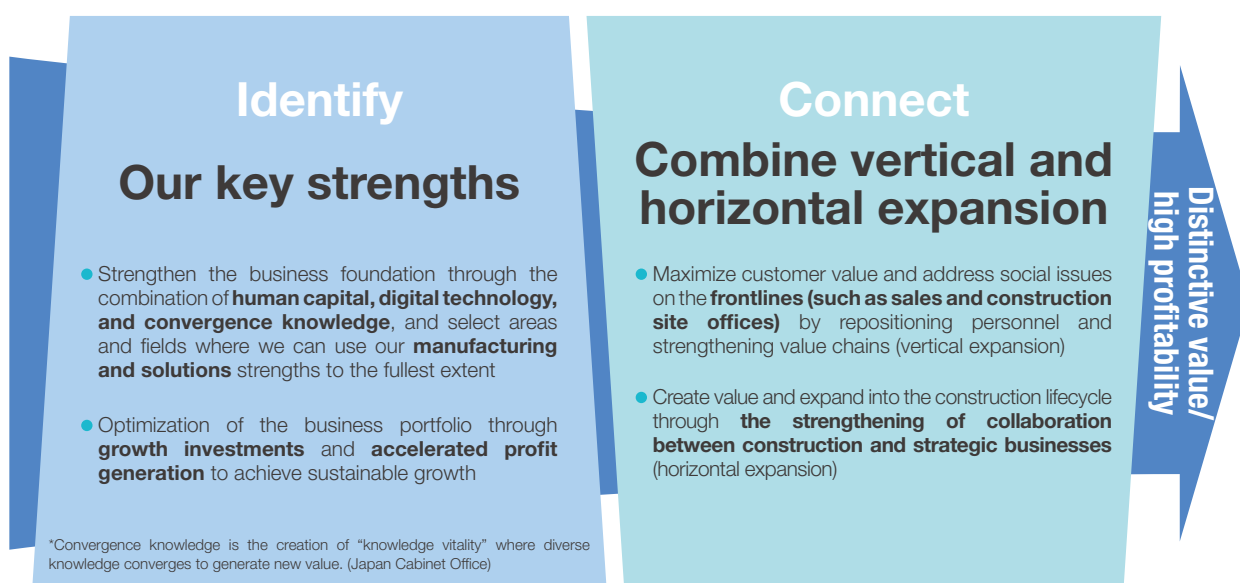 Identify
Our key strengths
● Strengthen the business foundation through the
combination of human capital, digital technology,
and convergence knowledge, and select areas
and fields where we can use our manufacturing
and solutions strengths to the fullest extent
● Optimization of the business portfolio through
growth investments and accelerated profit
generation to achieve sustainable growth
*Convergence knowledge is the creation of “knowledge vitality” where diverse
knowledge converges to generate new value. (Japan Cabinet Office)
Connect
Combine vertical and
horizontal expansion
● Maximize customer value and address social issues
on the frontlines (such as sales and construction
site offices) by repositioning personnel and
strengthening value chains (vertical expansion)
● Create value and expand into the construction lifecycle
through the strengthening of collaboration
between construction and strategic businesses
(horizontal expansion)
Distinctive value/
high profitability